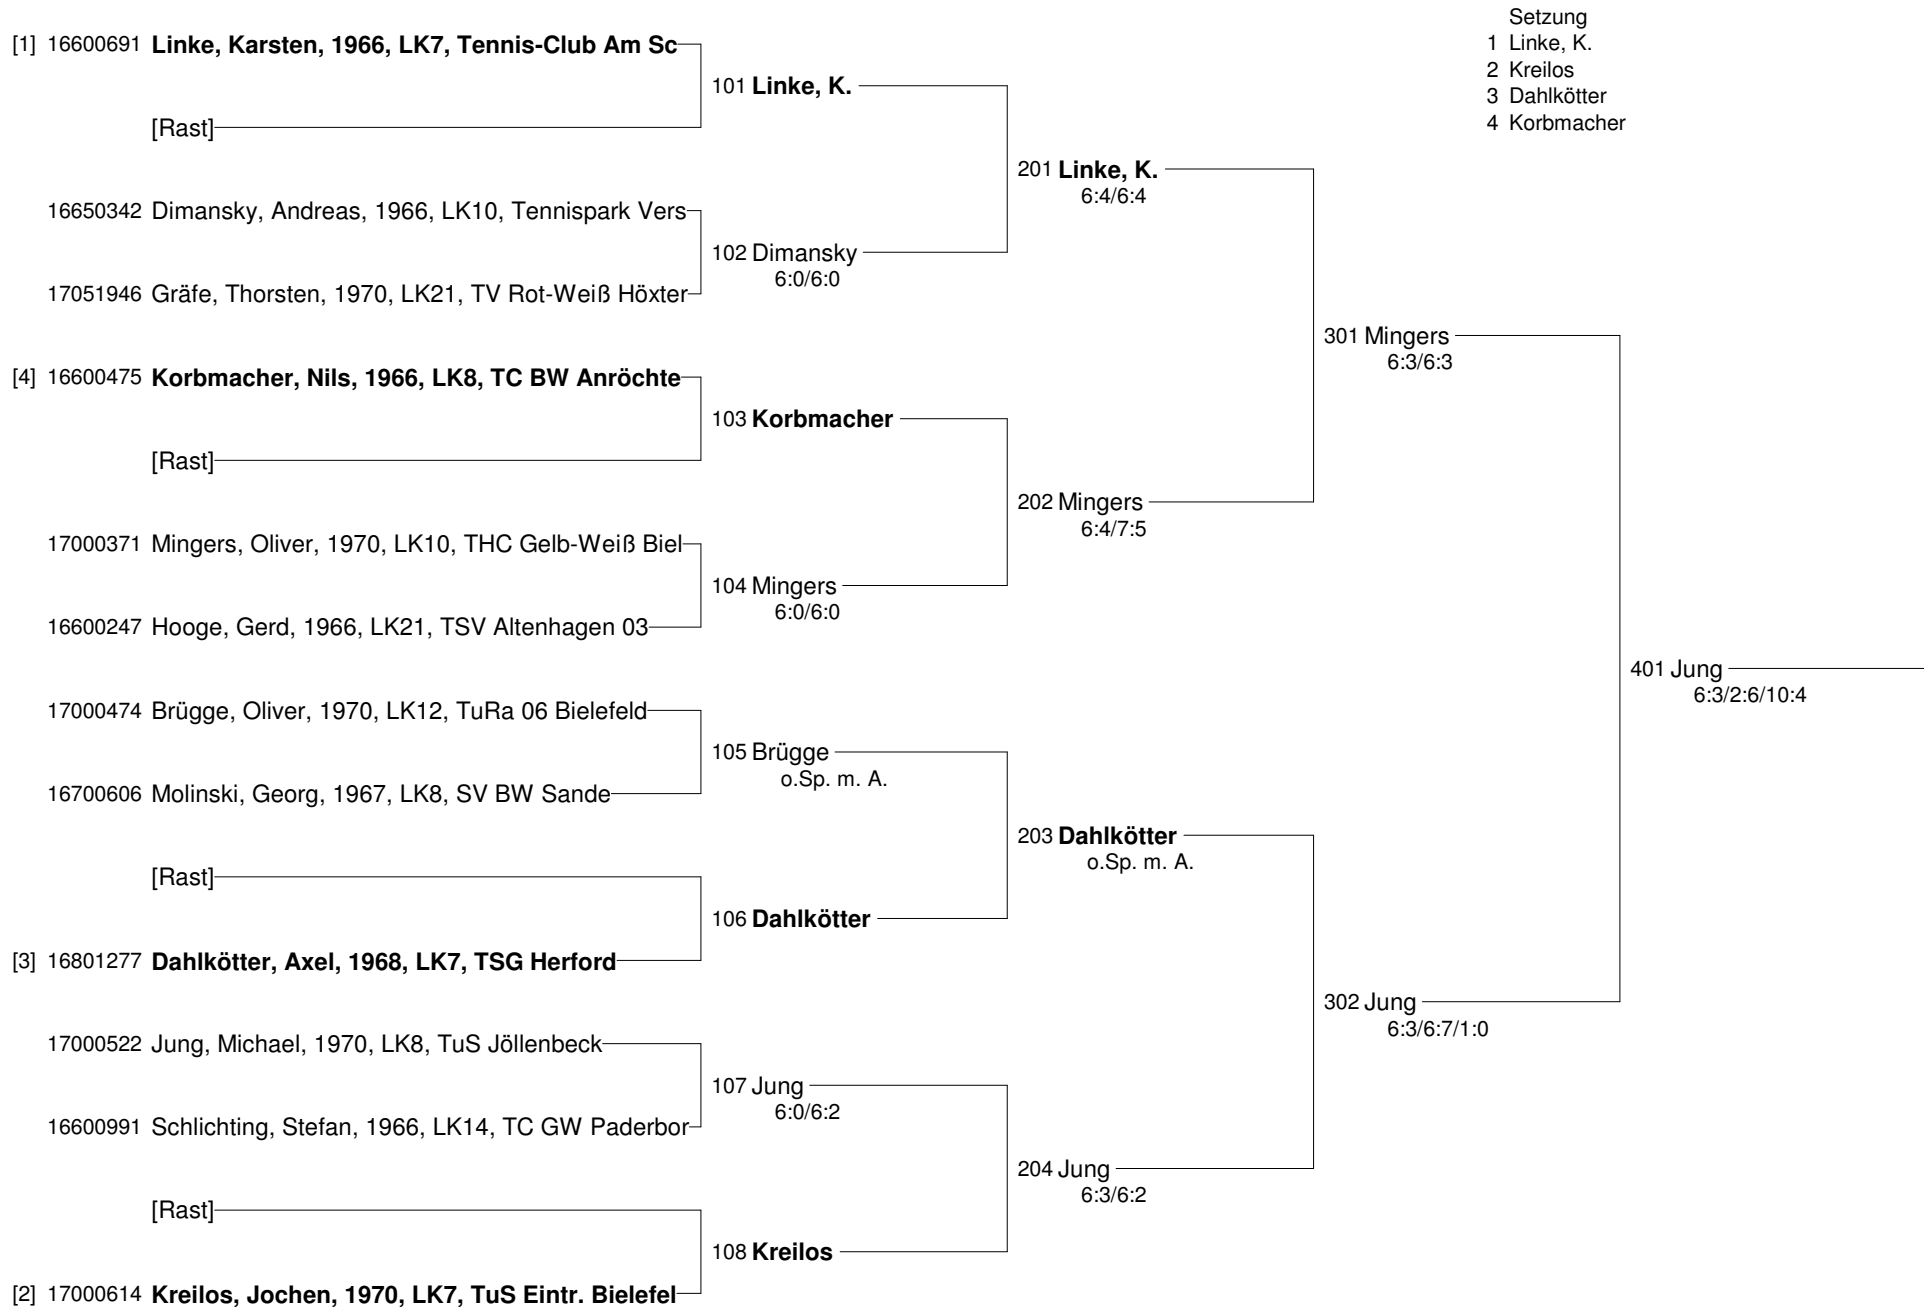 Setzung
1 Linke, K.
2 Kreilos
3 Dahlkötter
4 Korbmacher
[1] 16600691 Linke, Karsten, 1966, LK7, Tennis-Club Am Sc
[Rast]
16650342 Dimansky, Andreas, 1966, LK10, Tennispark Vers
17051946 Gräfe, Thorsten, 1970, LK21, TV Rot-Weiß Höxter
[4] 16600475 Korbmacher, Nils, 1966, LK8, TC BW Anröchte
[Rast]
17000371 Mingers, Oliver, 1970, LK10, THC Gelb-Weiß Biel
16600247 Hooge, Gerd, 1966, LK21, TSV Altenhagen 03
17000474 Brügge, Oliver, 1970, LK12, TuRa 06 Bielefeld
16700606 Molinski, Georg, 1967, LK8, SV BW Sande
[Rast]
[3] 16801277 Dahlkötter, Axel, 1968, LK7, TSG Herford
17000522 Jung, Michael, 1970, LK8, TuS Jöllenbeck
16600991 Schlichting, Stefan, 1966, LK14, TC GW Paderbor
[Rast]
[2] 17000614 Kreilos, Jochen, 1970, LK7, TuS Eintr. Bielefel
101 Linke, K.
102 Dimansky
6:0/6:0
103 Korbmacher
104 Mingers
6:0/6:0
105 Brügge
o.Sp. m. A.
106 Dahlkötter
107 Jung
6:0/6:2
108 Kreilos
201 Linke, K.
6:4/6:4
202 Mingers
6:4/7:5
203 Dahlkötter
o.Sp. m. A.
204 Jung
6:3/6:2
301 Mingers
6:3/6:3
302 Jung
6:3/6:7/1:0
401 Jung
6:3/2:6/10:4